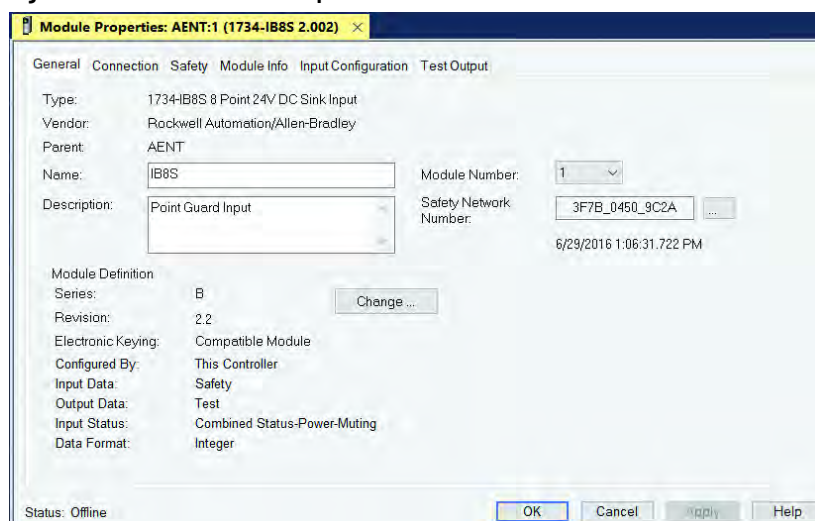 Module Properties: AENT:1 (1734-IB8S 2.002) ×
General Connection Safety Module Info Input Configuration Test Output
Type: 1734-IB8S 8 Point 24V DC Sink Input
Vendor: Rockwell Automation/Allen-Bradley
Parent: AENT
Name: IB8S Module Number: 1
Description: Point Guard Input Safety Network Number: 3F7B_0450_9C2A ...
6/29/2016 1:06:31.722 PM
Module Definition
Series: B Change ...
Revision: 2.2
Electronic Keying: Compatible Module
Configured By: This Controller
Input Data: Safety
Output Data: Test
Input Status: Combined Status-Power-Muting
Data Format: Integer
Status: Offline OK Cancel Apply Help